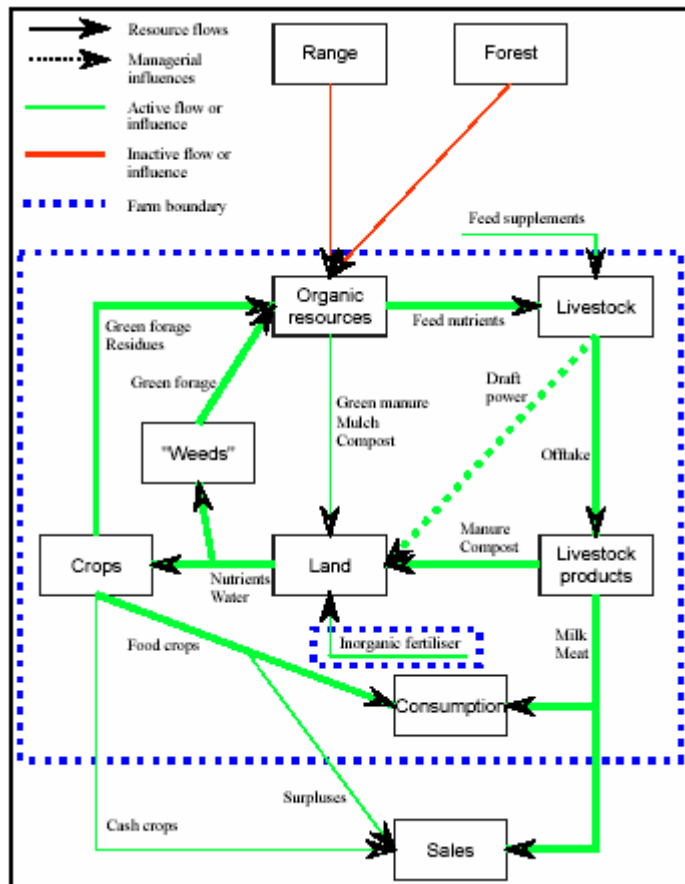 Resource flows
Managerial
influences
Active flow or
influence
Inactive flow or
influence
Farm boundary
Range
Forest
Feed supplements
Organic
resources
Livestock
Green forage
Residues
Feed nutrients
Green forage
Draft
power
Green manure
Mulch
Compost
"Weeds"
Offtake
Manure
Compost
Crops
Land
Livestock
products
Nutrients
Water
Food crops
Inorganic fertiliser
Milk
Meat
Consumption
Surpluses
Cash crops
Sales